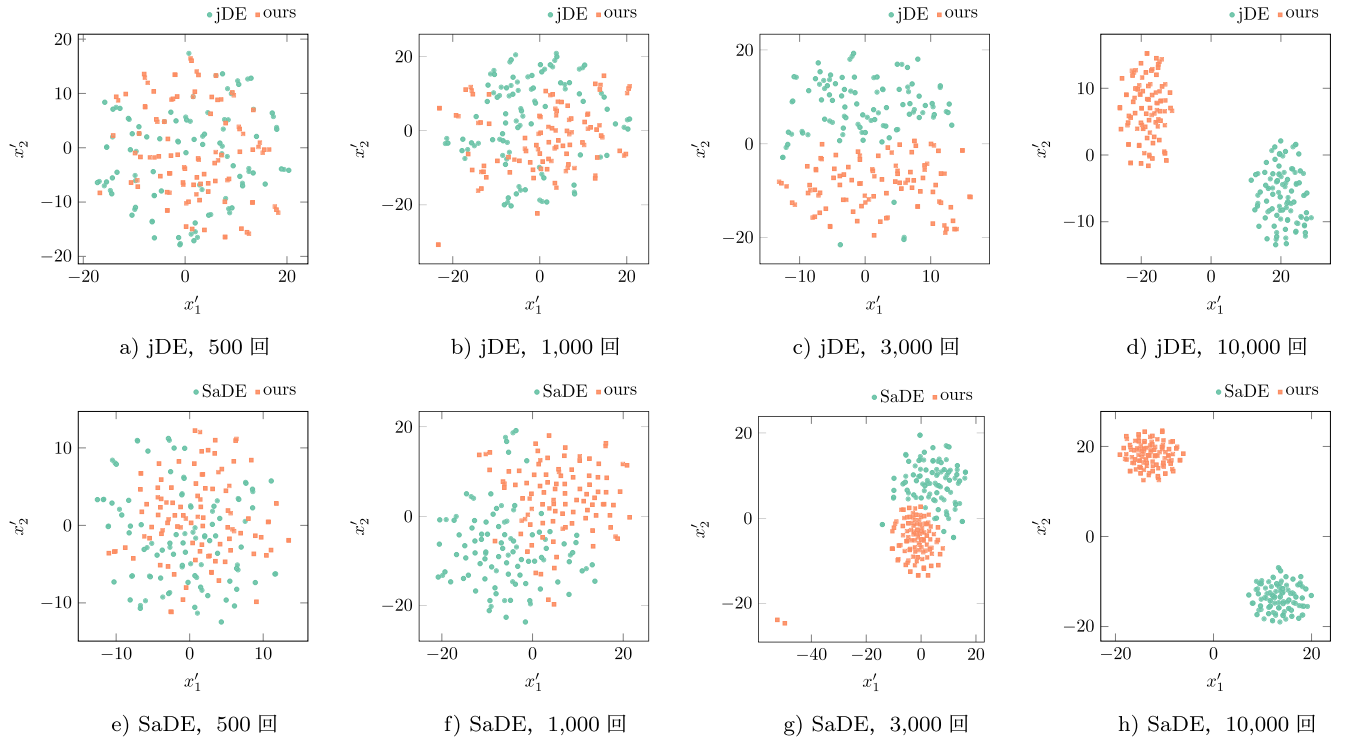 jDE ours
20
10
0
−10
−20
−20 0 20
x′2
x′1
a) jDE, 500 回
jDE ours
20
0
−20
−20 0 20
x′2
x′1
b) jDE, 1,000 回
jDE ours
20
0
−20
−10 0 10
x′2
x′1
c) jDE, 3,000 回
jDE ours
10
0
−10
−20 0 20
x′2
x′1
d) jDE, 10,000 回
SaDE ours
10
0
−10
−10 0 10
x′2
x′1
e) SaDE, 500 回
SaDE ours
20
0
−20
−20 0 20
x′2
x′1
f) SaDE, 1,000 回
SaDE ours
20
0
−20
−40 −20 0 20
x′2
x′1
g) SaDE, 3,000 回
SaDE ours
20
0
−20
−20 0 20
x′2
x′1
h) SaDE, 10,000 回